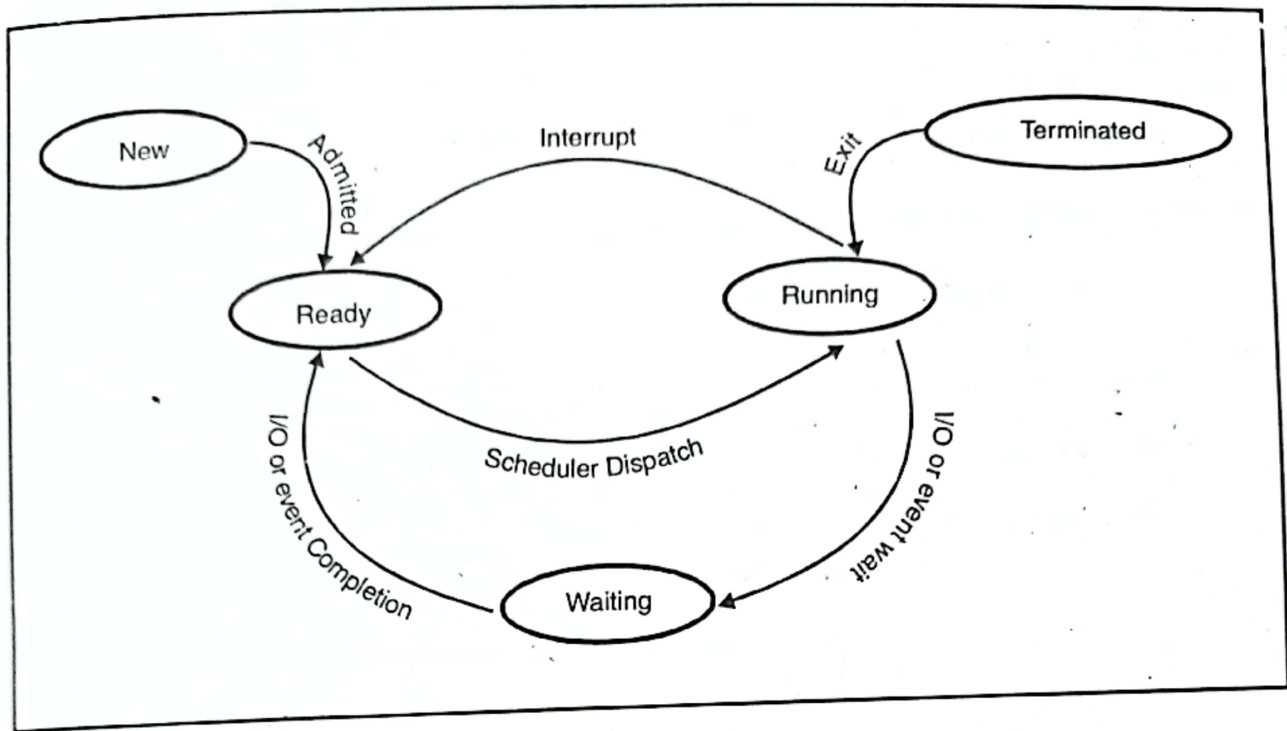 New
Admitted
Interrupt
Exit
Terminated
Ready
Running
Scheduler Dispatch
I/O or event Completion
I/O or event wait
Waiting